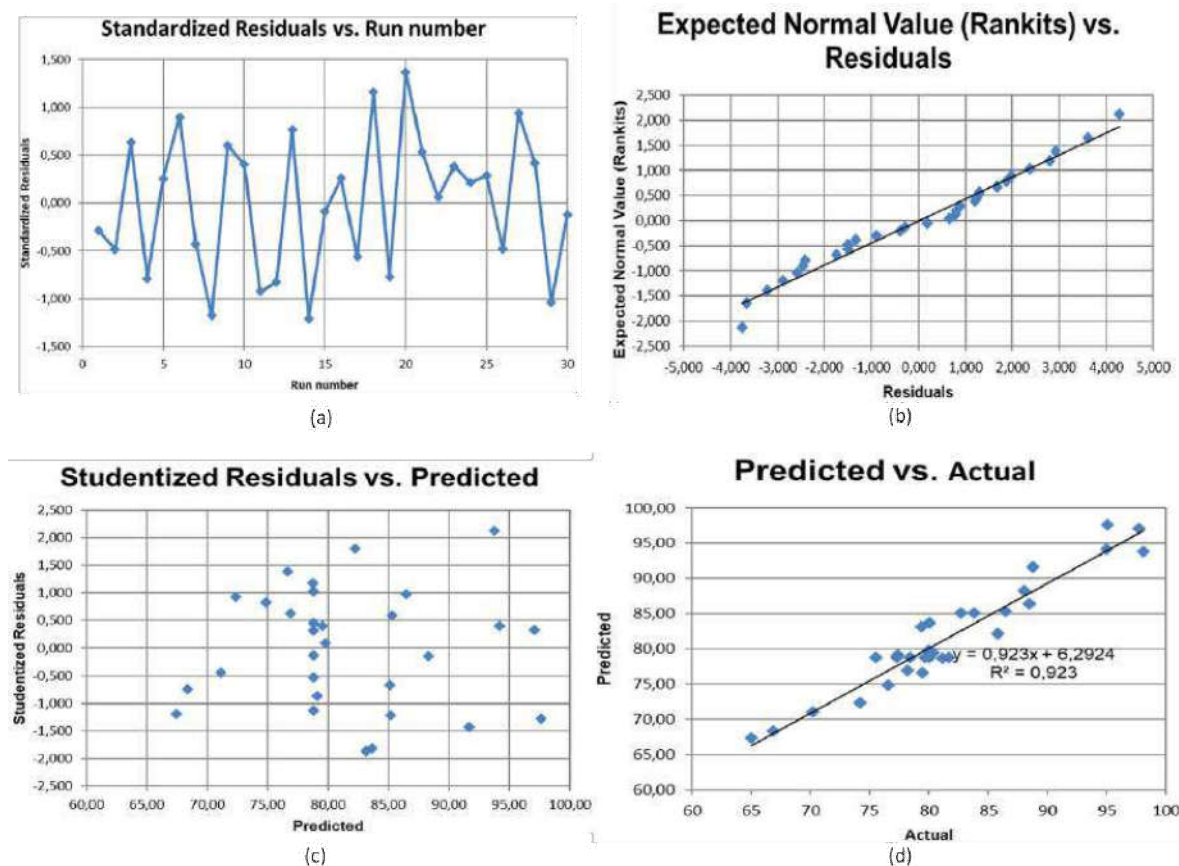 Standardized Residuals vs. Run number
Standardized Residuals
1,500
1,000
0,500
0,000
-0,500
-1,000
-1,500
0 5 10 15 20 25 30
Run number
(a)
Expected Normal Value (Rankits) vs.
Residuals
Expected Normal Value (Rankits)
2,500
2,000
1,500
1,000
0,500
0,000
-0,500
-1,000
-1,500
-2,000
-2,500
-5,000 -4,000 -3,000 -2,000 -1,000 0,000 1,000 2,000 3,000 4,000 5,000
Residuals
(b)
Studentized Residuals vs. Predicted
Studentized Residuals
2,500
2,000
1,500
1,000
0,500
0,000
-0,500
-1,000
-1,500
-2,000
-2,500
60,00 65,00 70,00 75,00 80,00 85,00 90,00 95,00 100,00
Predicted
(c)
Predicted vs. Actual
Predicted
100,00
95,00
90,00
85,00
80,00
75,00
70,00
65,00
60,00
y = 0,923x + 6,2924
R² = 0,923
60 65 70 75 80 85 90 95 100
Actual
(d)